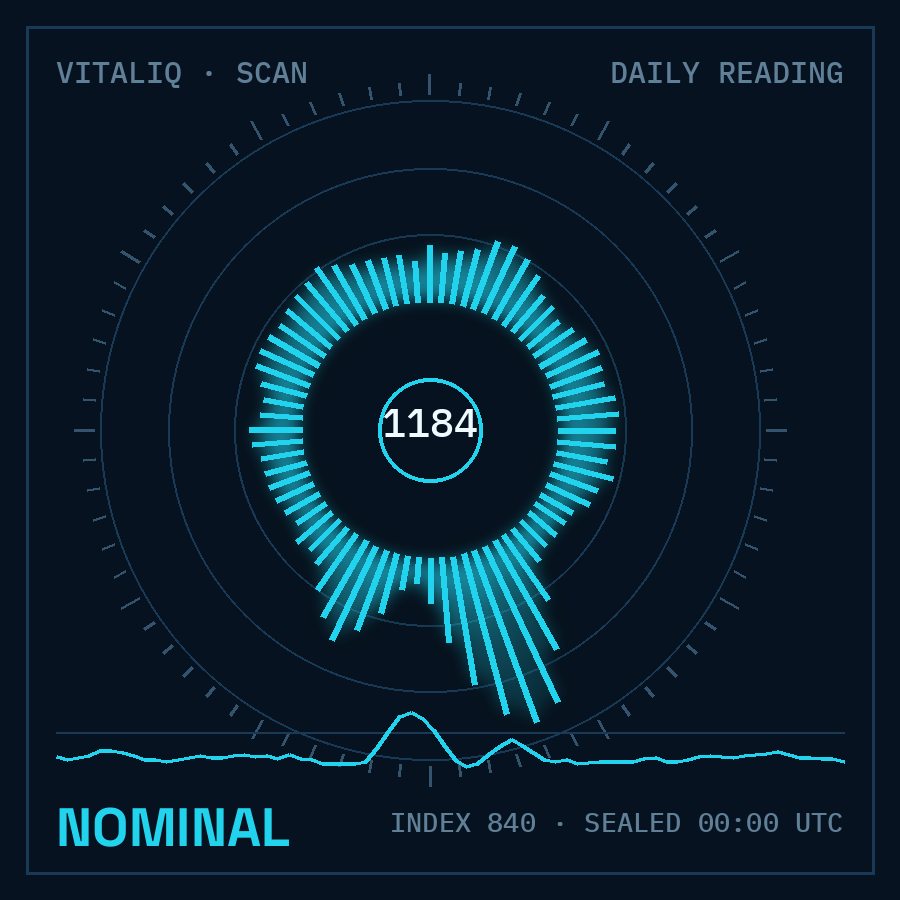 VITALIQ · SCAN
DAILY READING
1184
NOMINAL
INDEX 840 · SEALED 00:00 UTC